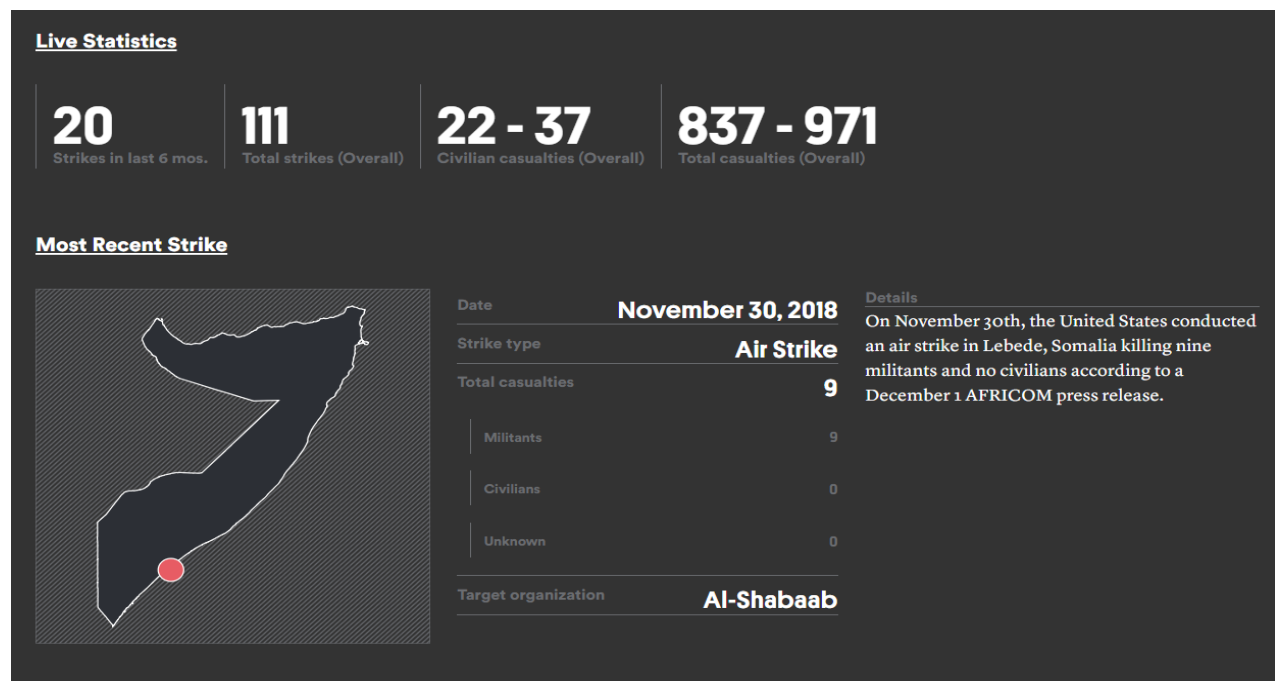 Live Statistics
20
Strikes in last 6 mos.
111
Total strikes (Overall)
22 - 37
Civilian casualties (Overall)
837 - 971
Total casualties (Overall)
Most Recent Strike
Date November 30, 2018
Strike type Air Strike
Total casualties 9
Militants 9
Civilians 0
Unknown 0
Target organization Al-Shabaab
Details
On November 30th, the United States conducted
an air strike in Lebede, Somalia killing nine
militants and no civilians according to a
December 1 AFRICOM press release.